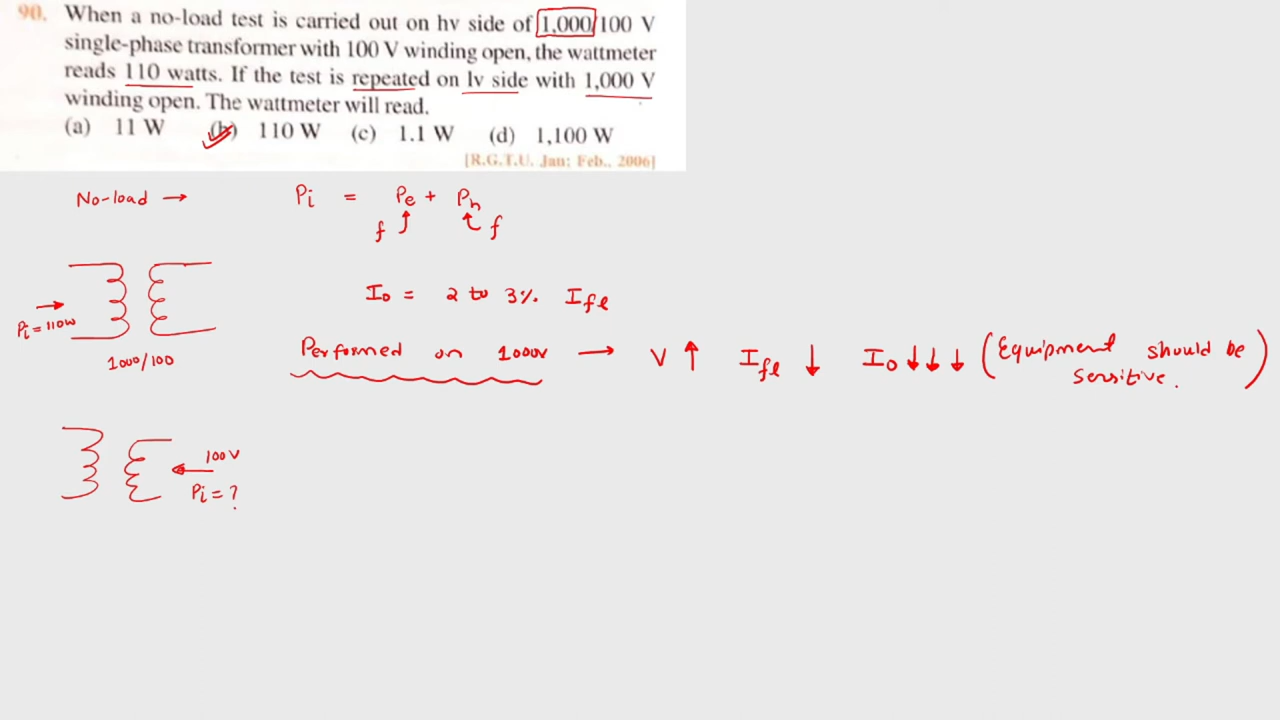 90. When a no-load test is carried out on hv side of 1,000/100 V
single-phase transformer with 100 V winding open, the wattmeter
reads 110 watts. If the test is repeated on lv side with 1,000 V
winding open. The wattmeter will read.
(a) 11 W (b) 110 W (c) 1.1 W (d) 1,100 W
[R.G.T.U. Jan; Feb., 2006]
No-load → Pi = Pe + Ph
f f
I0 = 2 to 3% Ifl
Pi = 110w
1000/100
Performed on 1000v → V ↑ Ifl ↓ I0 ↓↓↓ (Equipment should be
sensitive.)
100 V
Pi = ?